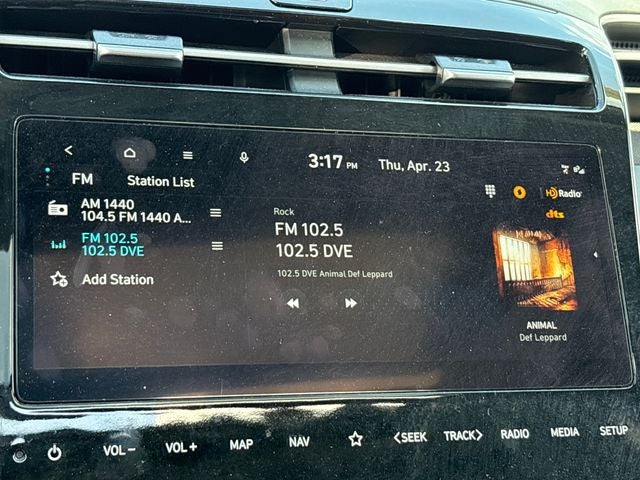 3:17 PM Thu, Apr. 23
FM Station List
HD Radio
dts
AM 1440
104.5 FM 1440 A...
FM 102.5
102.5 DVE
Add Station
Rock
FM 102.5
102.5 DVE
102.5 DVE Animal Def Leppard
ANIMAL
Def Leppard
VOL− VOL+ MAP NAV <SEEK TRACK> RADIO MEDIA SETUP